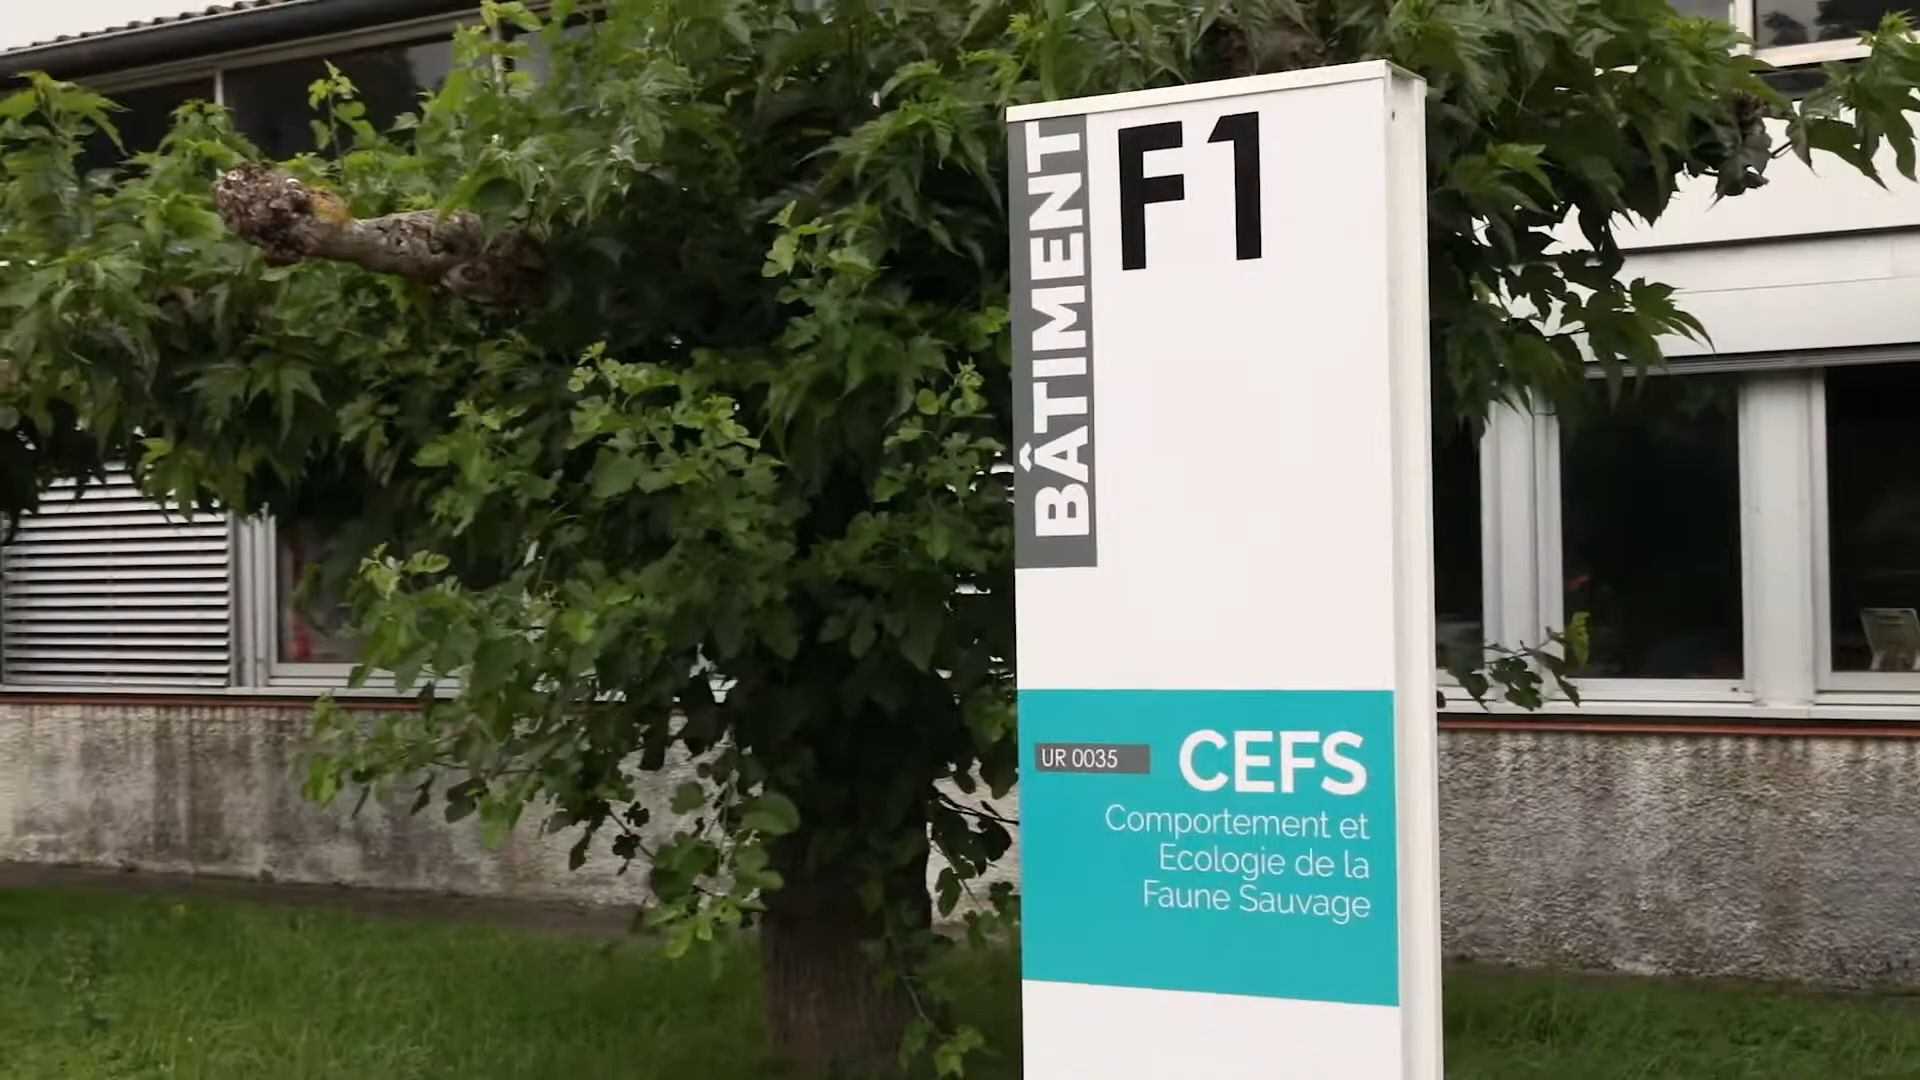 BÂTIMENT
F1
UR 0035
CEFS
Comportement et
Ecologie de la
Faune Sauvage